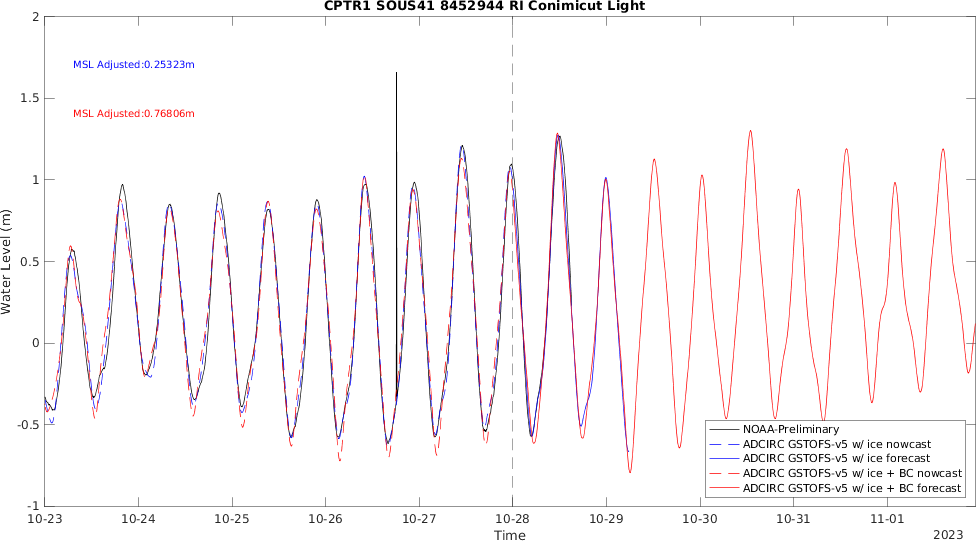 CPTR1 SOUS41 8452944 RI Conimicut Light
2
1.5
1
0.5
0
-0.5
-1
Water Level (m)
MSL Adjusted:0.25323m
MSL Adjusted:0.76806m
NOAA-Preliminary
ADCIRC GSTOFS-v5 w/ ice nowcast
ADCIRC GSTOFS-v5 w/ ice forecast
ADCIRC GSTOFS-v5 w/ ice + BC nowcast
ADCIRC GSTOFS-v5 w/ ice + BC forecast
10-23 10-24 10-25 10-26 10-27 10-28 10-29 10-30 10-31 11-01
Time
2023